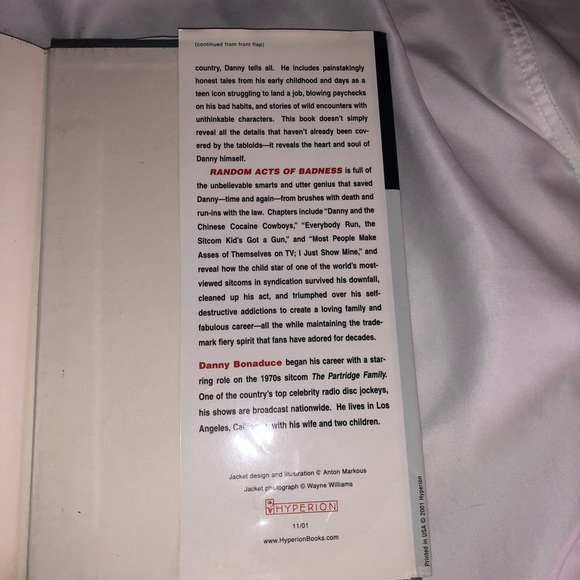 (continued from front flap)
country, Danny tells all. He includes painstakingly
honest tales from his early childhood and days as a
teen icon struggling to land a job, blowing paychecks
on his bad habits, and stories of wild encounters with
unthinkable characters. This book doesn't simply
reveal all the details that haven't already been cov-
ered by the tabloids—it reveals the heart and soul of
Danny himself.
RANDOM ACTS OF BADNESS is full of
the unbelievable smarts and utter genius that saved
Danny—time and again—from brushes with death and
run-ins with the law. Chapters include "Danny and the
Chinese Cocaine Cowboys," "Everybody Run, the
Sitcom Kid's Got a Gun," and "Most People Make
Asses of Themselves on TV; I Just Show Mine," and
reveal how the child star of one of the world's most-
viewed sitcoms in syndication survived his downfall,
cleaned up his act, and triumphed over his self-
destructive addictions to create a loving family and
fabulous career—all the while maintaining the trade-
mark fiery spirit that fans have adored for decades.
Danny Bonaduce began his career with a star-
ring role on the 1970s sitcom The Partridge Family.
One of the country's top celebrity radio disc jockeys,
his shows are broadcast nationwide. He lives in Los
Angeles, with his wife and two children.
Jacket design and illustration © Anton Markous
Jacket photograph © Wayne Williams
HYPERION
11/01
www.HyperionBooks.com
Printed in USA © 2001 Hyperion